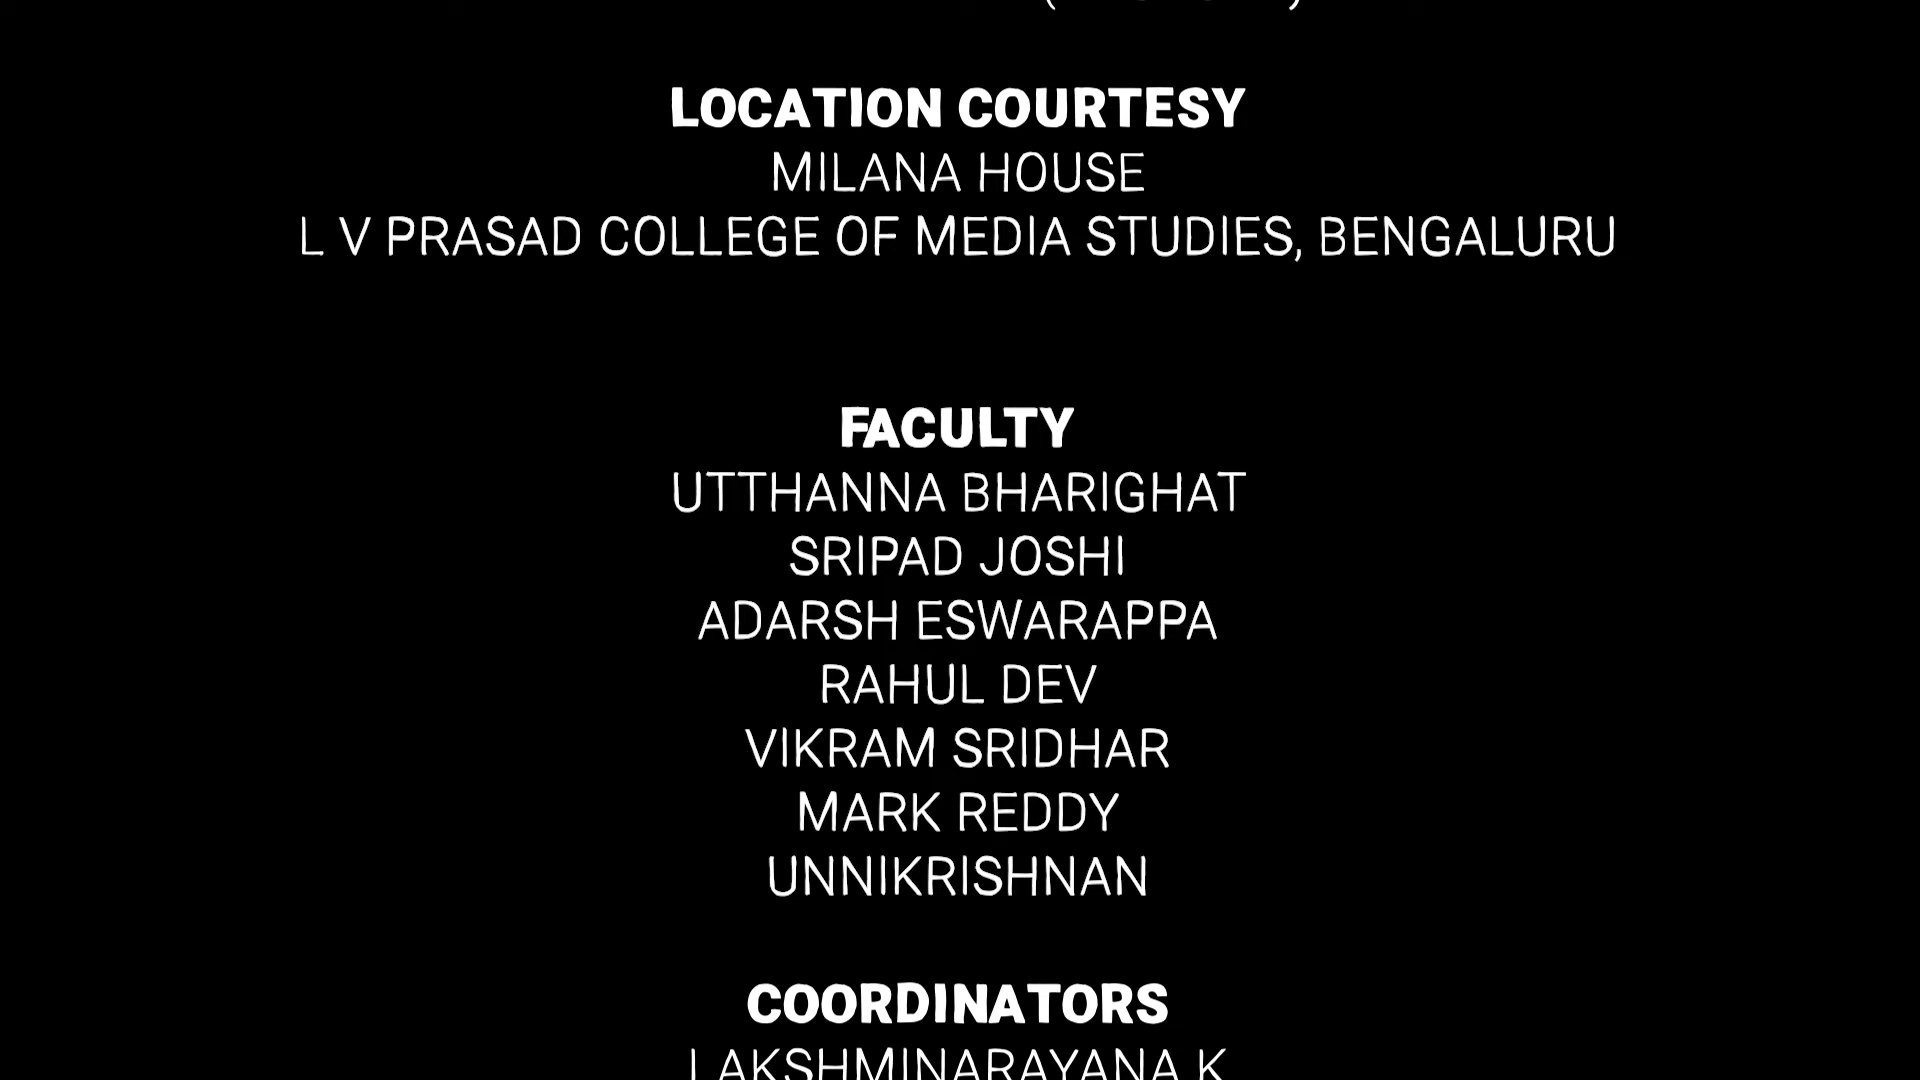 LOCATION COURTESY
MILANA HOUSE
L V PRASAD COLLEGE OF MEDIA STUDIES, BENGALURU
FACULTY
UTTHANNA BHARIGHAT
SRIPAD JOSHI
ADARSH ESWARAPPA
RAHUL DEV
VIKRAM SRIDHAR
MARK REDDY
UNNIKRISHNAN
COORDINATORS
LAKSHMINARAYANA K